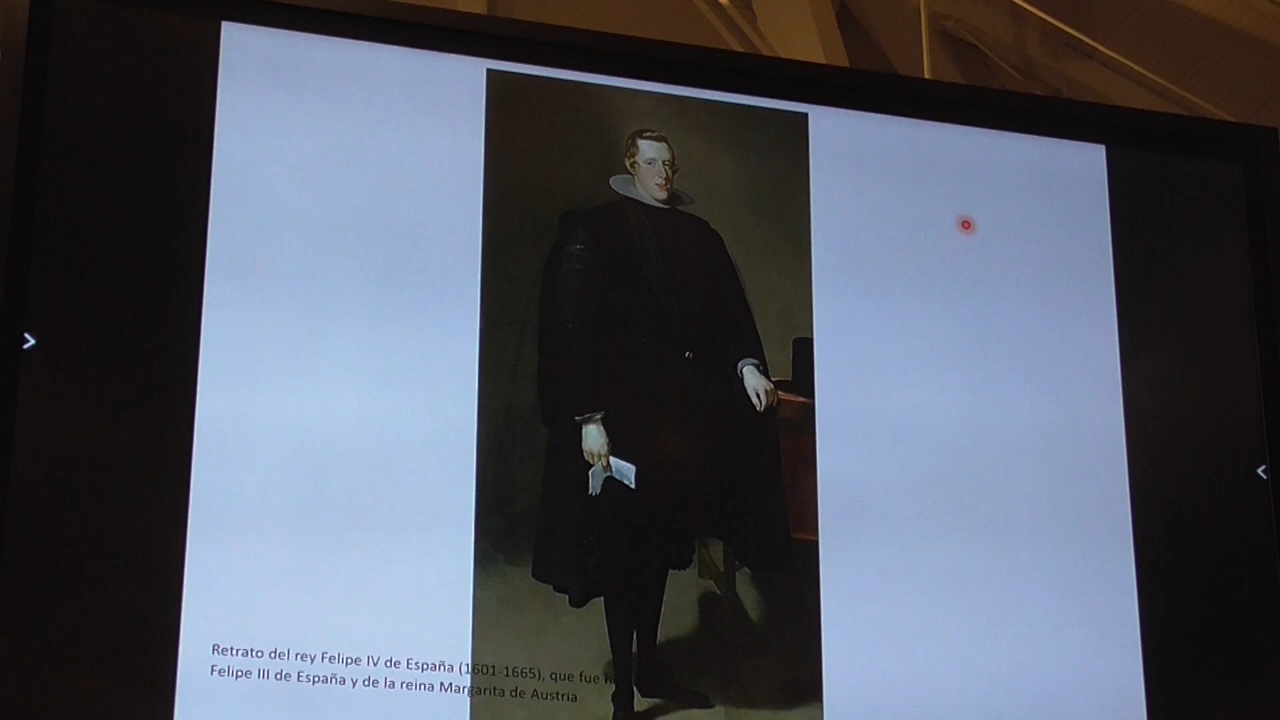 Retrato del rey Felipe IV de España (1601-1665), que fue
Felipe III de España y de la reina Margarita de Austria